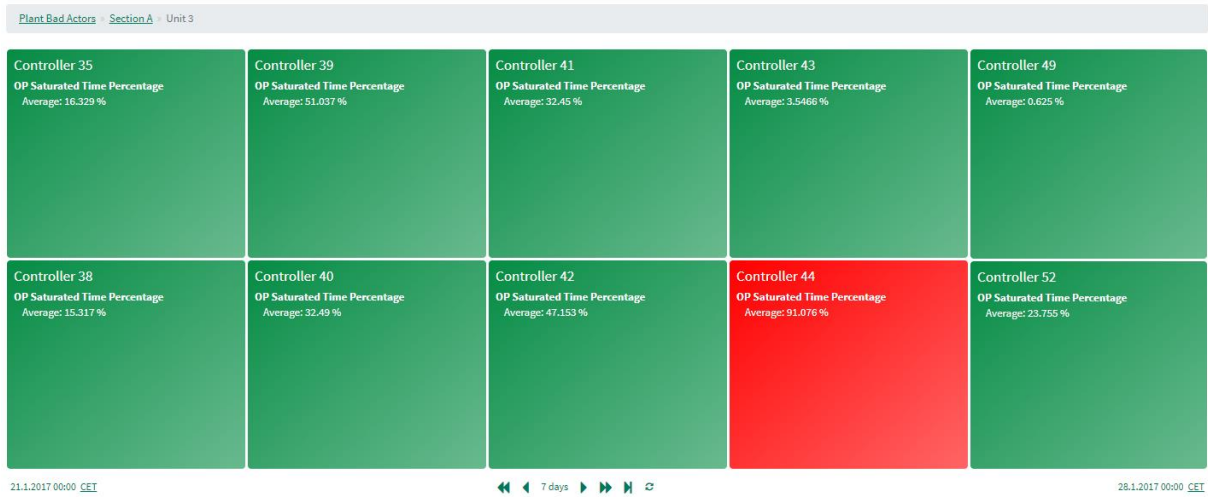 Plant Bad Actors » Section A » Unit 3
Controller 35
OP Saturated Time Percentage
Average: 16.329 %
Controller 39
OP Saturated Time Percentage
Average: 51.037 %
Controller 41
OP Saturated Time Percentage
Average: 32.45 %
Controller 43
OP Saturated Time Percentage
Average: 3.5466 %
Controller 49
OP Saturated Time Percentage
Average: 0.625 %
Controller 38
OP Saturated Time Percentage
Average: 15.317 %
Controller 40
OP Saturated Time Percentage
Average: 32.49 %
Controller 42
OP Saturated Time Percentage
Average: 47.153 %
Controller 44
OP Saturated Time Percentage
Average: 91.076 %
Controller 52
OP Saturated Time Percentage
Average: 23.755 %
21.1.2017 00:00 CET
7 days
28.1.2017 00:00 CET